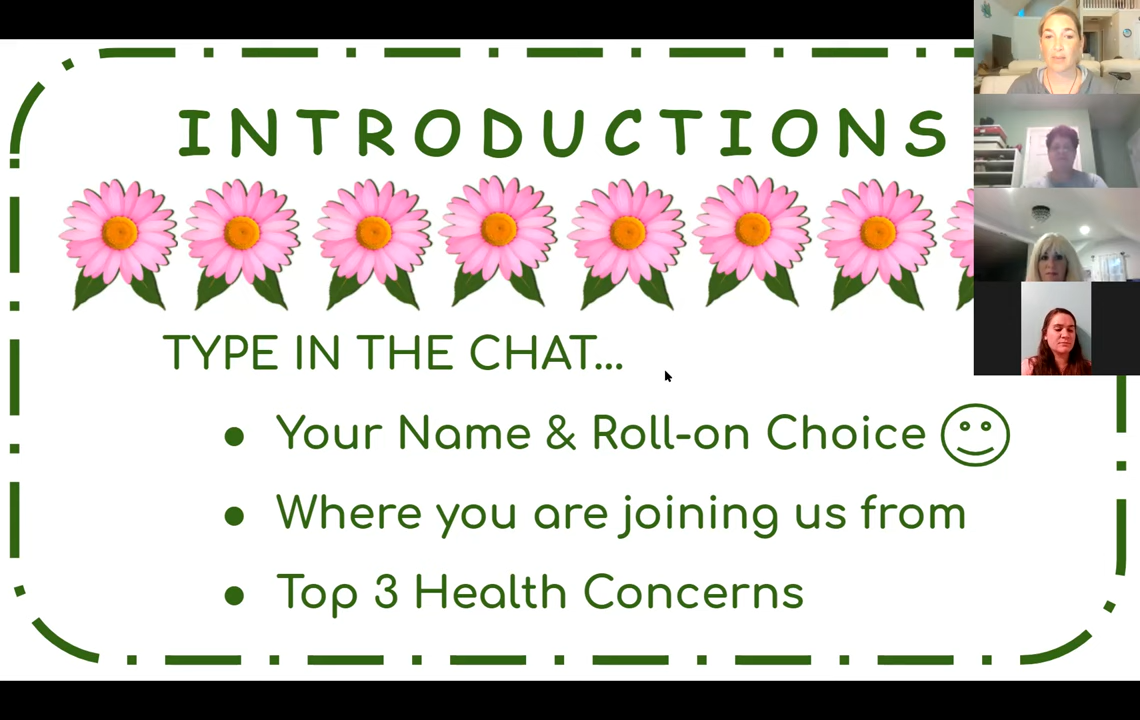 INTRODUCTIONS
TYPE IN THE CHAT...
● Your Name & Roll-on Choice
● Where you are joining us from
● Top 3 Health Concerns